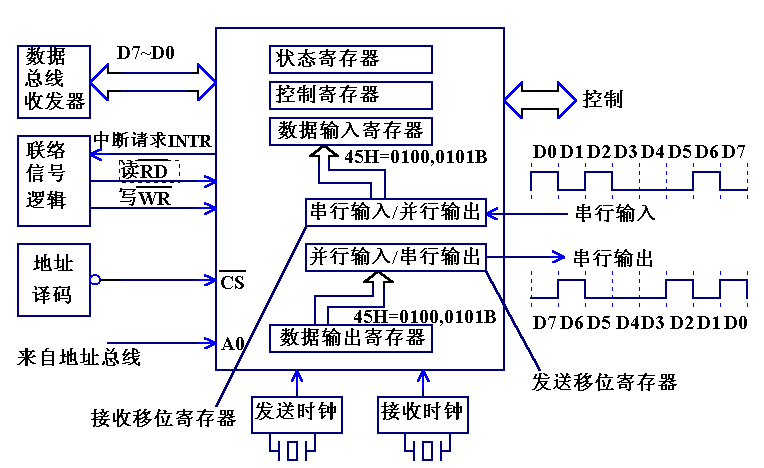 数据
总线
收发器
D7~D0
联络
信号
逻辑
中断请求INTR
读RD
写WR
地址
译码
CS
来自地址总线
A0
状态寄存器
控制寄存器
数据输入寄存器
45H=0100,0101B
串行输入/并行输出
并行输入/串行输出
45H=0100,0101B
数据输出寄存器
控制
D0 D1 D2 D3 D4 D5 D6 D7
串行输入
串行输出
D7 D6 D5 D4 D3 D2 D1 D0
发送移位寄存器
接收移位寄存器
发送时钟
接收时钟